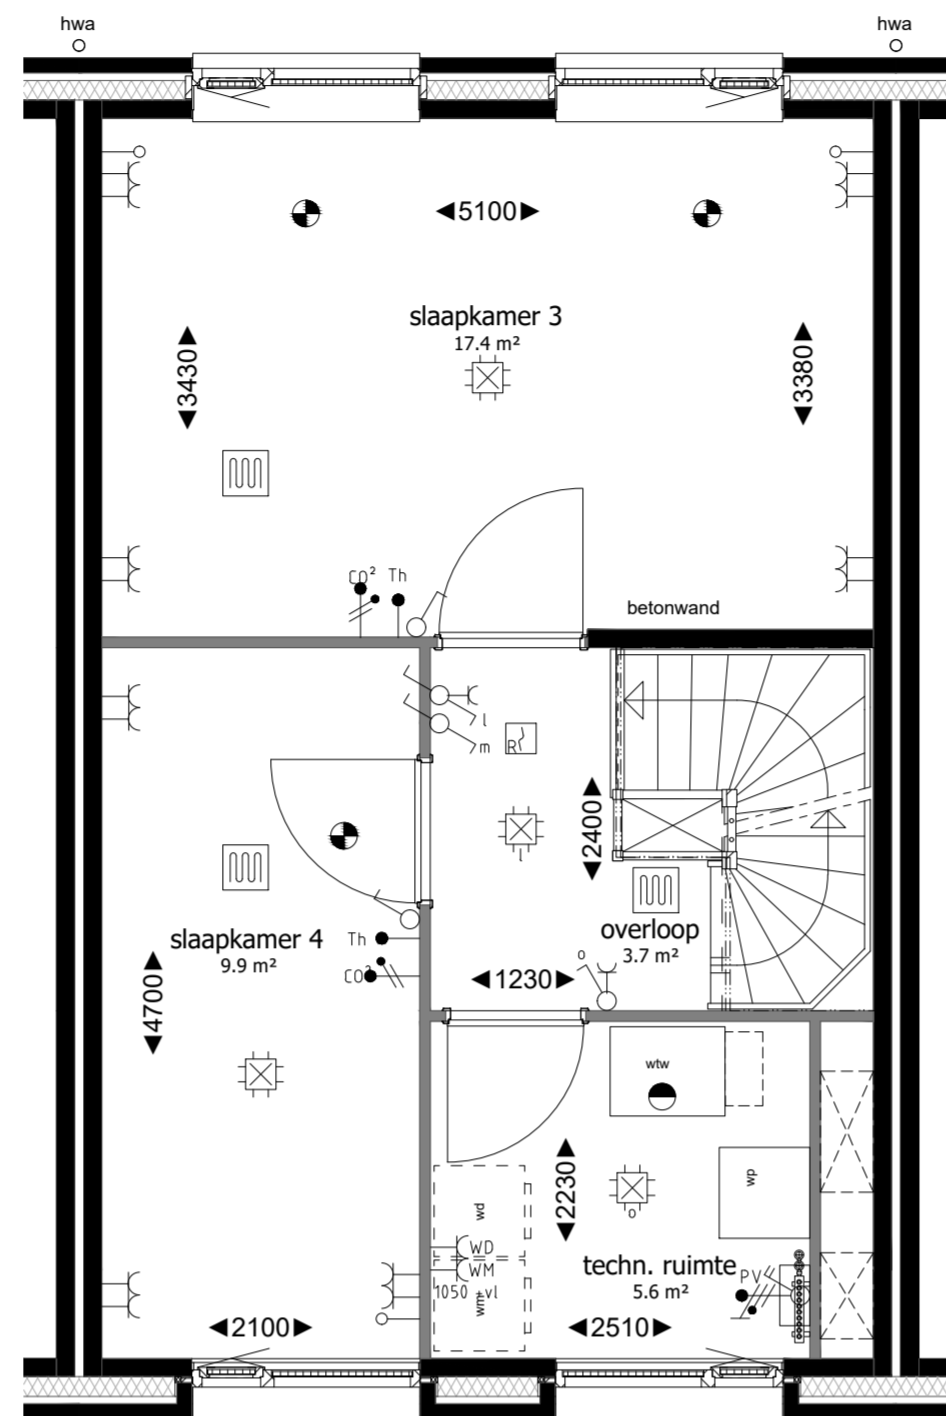 hwa
hwa
5100
slaapkamer 3
17.4 m²
3430
3380
CO² Th
betonwand
l
m
R
2400
l
overloop
3.7 m²
slaapkamer 4
9.9 m²
Th
CO²
4700
1230
o
wtw
wp
2230
o
wd
WD
WM
1050 +vl
wm
techn. ruimte
5.6 m²
PV
2100
2510